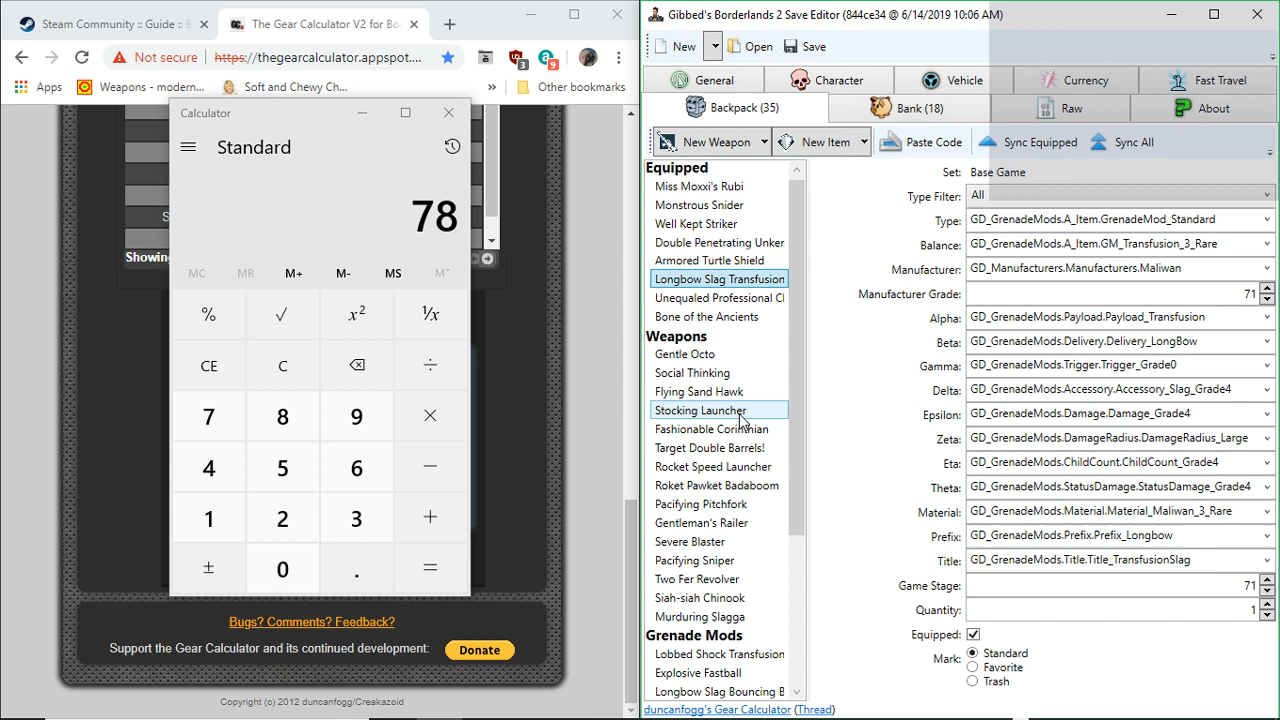 Steam Community :: Guide :: B
The Gear Calculator V2 for Bo
Not secure
https://thegearcalculator.appspot....
3
9
Apps
Weapons - modern...
Soft and Chewy Ch...
»
Other bookmarks
Calculator
Standard
78
MC MR M+ M- MS M˅
% √ x² ¹/x
CE C ⌫ ÷
7 8 9 ×
4 5 6 −
1 2 3 +
± 0 . =
Showin
Bugs? Comments? Feedback?
Support the Gear Calculator and its continued development:
Donate
Copyright (c) 2012 duncanfogg/Creakazoid
Gibbed's Borderlands 2 Save Editor (844ce34 @ 6/14/2019 10:06 AM)
New Open Save
General Character Vehicle Currency Fast Travel
Backpack (35) Bank (18) Raw About
New Weapon New Item Paste Code Sync Equipped Sync All
Equipped
Miss Moxxi's Rubi
Monstrous Snider
Well Kept Striker
Double Penetrating Unke
Armored Turtle Shield
Longbow Slag Transfusion
Unequaled Professional Cl
Bone of the Ancients
Weapons
Gentle Octo
Social Thinking
Flying Sand Hawk
Stocking Launcher
Fashionable Corinthian
Target Double Barrels!
Rocket Speed Launcher
Roket Pawket Badaboom
Pacifying Pitchfork
Gentleman's Railer
Severe Blaster
Pacifying Sniper
Two Fer Revolver
Siah-siah Chinook
Murduring Slagga
Grenade Mods
Lobbed Shock Transfusion
Explosive Fastball
Longbow Slag Bouncing B
duncanfogg's Gear Calculator (Thread)
Set: Base Game
Type Filter: All
Type: GD_GrenadeMods.A_Item.GrenadeMod_Standard
Balance: GD_GrenadeMods.A_Item.GM_Transfusion_3_Rare
Manufacturer: GD_Manufacturers.Manufacturers.Maliwan
Manufacturer Grade: 71
Alpha: GD_GrenadeMods.Payload.Payload_Transfusion
Beta: GD_GrenadeMods.Delivery.Delivery_LongBow
Gamma: GD_GrenadeMods.Trigger.Trigger_Grade0
Delta: GD_GrenadeMods.Accessory.Accessory_Slag_Grade4
Epsilon: GD_GrenadeMods.Damage.Damage_Grade4
Zeta: GD_GrenadeMods.DamageRadius.DamageRadius_Large
Eta: GD_GrenadeMods.ChildCount.ChildCount_Grade4
Theta: GD_GrenadeMods.StatusDamage.StatusDamage_Grade4
Material: GD_GrenadeMods.Material.Material_Maliwan_3_Rare
Prefix: GD_GrenadeMods.Prefix.Prefix_Longbow
Title: GD_GrenadeMods.Title.Title_TransfusionSlag
Game Stage: 71
Quantity: 1
Equipped:
Mark: Standard
Favorite
Trash